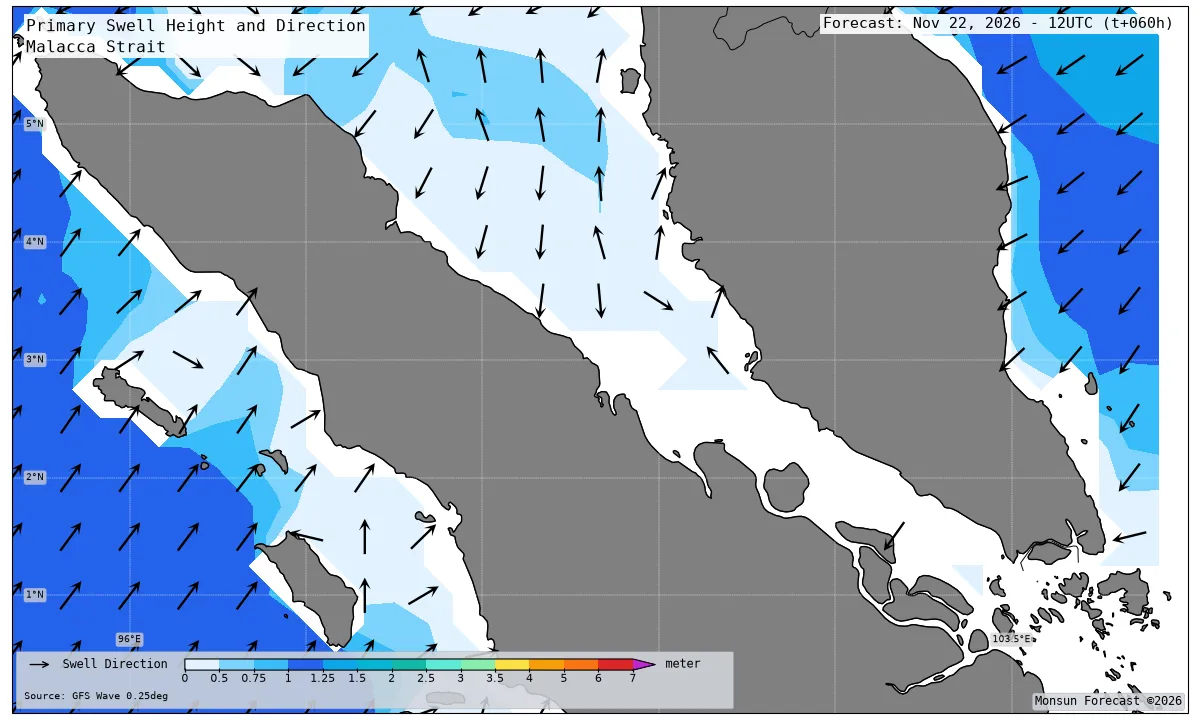 Primary Swell Height and Direction
Malacca Strait
Forecast: Nov 22, 2026 - 12UTC (t+060h)
5°N
4°N
3°N
2°N
1°N
96°E
103.5°E
Swell Direction
0 0.5 0.75 1 1.25 1.5 2 2.5 3 3.5 4 5 6 7
meter
Source: GFS Wave 0.25deg
Monsun Forecast ©2026